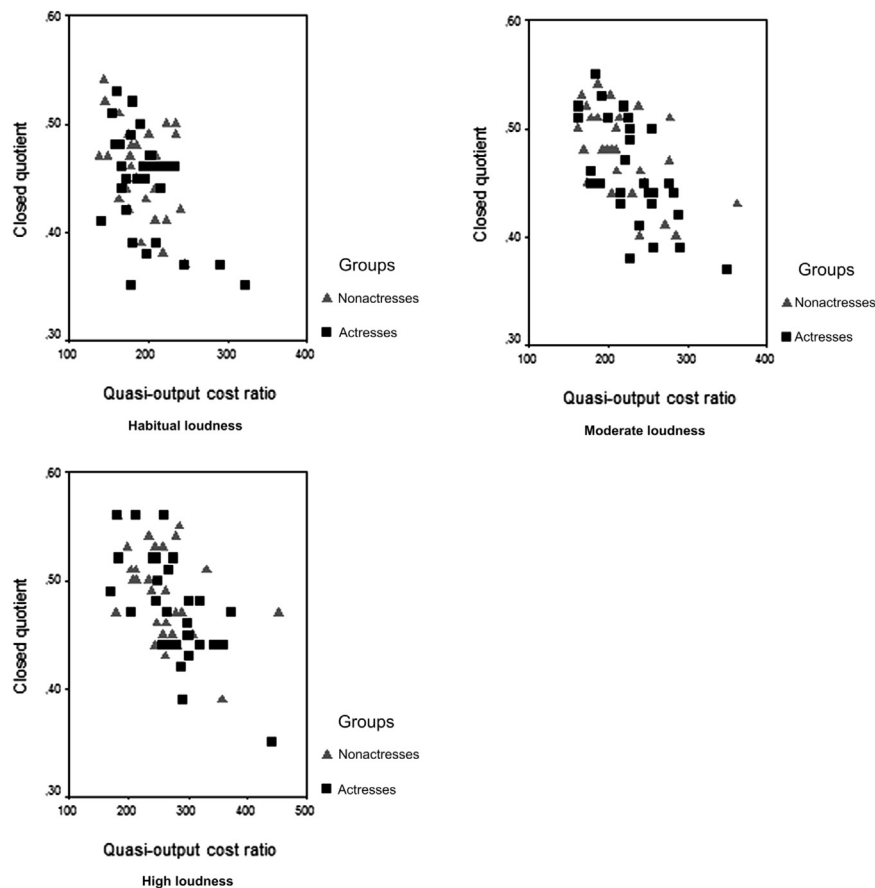 .60
.50
.40
.30
Closed quotient
100 200 300 400
Quasi-output cost ratio
Habitual loudness
Groups
Nonactresses
Actresses
.60
.50
.40
.30
Closed quotient
100 200 300 400
Quasi-output cost ratio
Moderate loudness
Groups
Nonactresses
Actresses
.60
.50
.40
.30
Closed quotient
100 200 300 400 500
Quasi-output cost ratio
High loudness
Groups
Nonactresses
Actresses